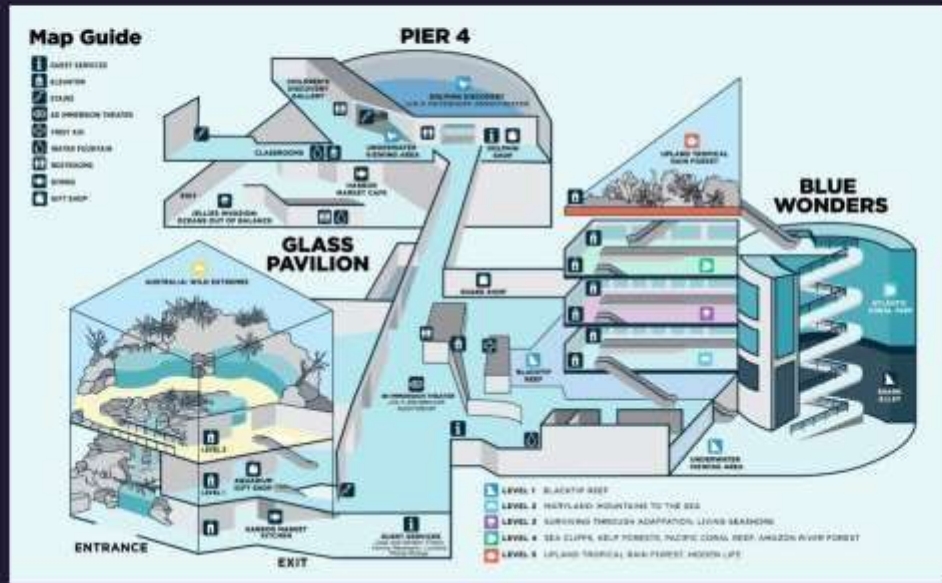 Map Guide
GUEST SERVICES
ELEVATOR
STAIRS
4D IMMERSION THEATER
FIRST AID
WATER FOUNTAIN
RESTROOMS
DINING
GIFT SHOP
PIER 4
CHILDREN'S
DISCOVERY
GALLERY
DOLPHIN DISCOVERY
CLASSROOMS
UNDERWATER
VIEWING AREA
DOLPHIN
SHOP
HARBOR
MARKET CAFE
EXIT
JELLIES INVASION
OCEANS OUT OF BALANCE
GLASS
PAVILION
AUSTRALIA: WILD EXTREMES
UPLAND TROPICAL
RAIN FOREST
BLUE
WONDERS
SHARK SHOP
ATLANTIC
CORAL REEF
SHARK
ALLEY
BLACKTIP
REEF
4D IMMERSION THEATER
AUDITORIUM
UNDERWATER
VIEWING AREA
LEVEL 2
LEVEL 1
AQUARIUM
GIFT SHOP
HARBOR MARKET
KITCHEN
GUEST SERVICES
ENTRANCE
EXIT
LEVEL 1 BLACKTIP REEF
LEVEL 2 MARYLAND: MOUNTAINS TO THE SEA
LEVEL 3 SURVIVING THROUGH ADAPTATION, LIVING SEASHORE
LEVEL 4 SEA CLIFFS, KELP FORESTS, PACIFIC CORAL REEF, AMAZON RIVER FOREST
LEVEL 5 UPLAND TROPICAL RAIN FOREST, HIDDEN LIFE